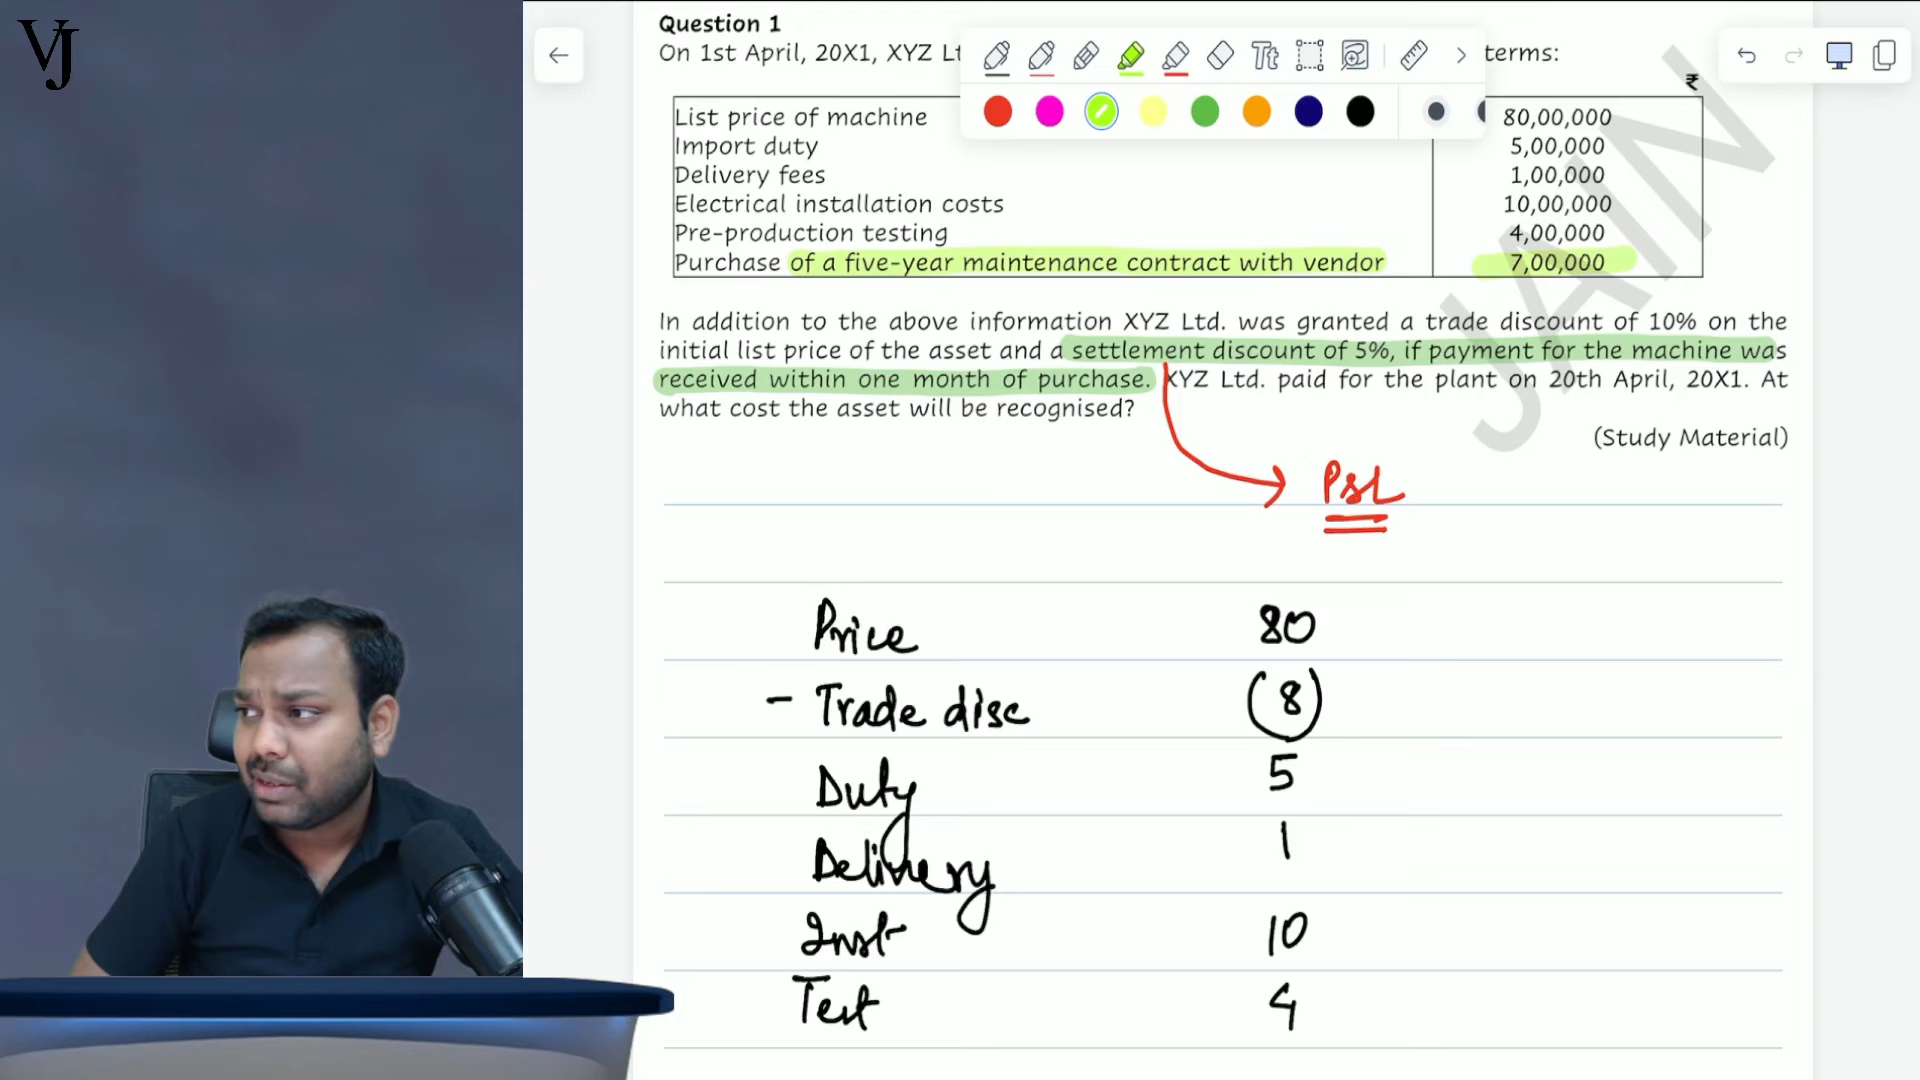 VJ
Question 1
On 1st April, 20X1, XYZ Lt terms:
Tt
₹
List price of machine 80,00,000
Import duty 5,00,000
Delivery fees 1,00,000
Electrical installation costs 10,00,000
Pre-production testing 4,00,000
Purchase of a five-year maintenance contract with vendor 7,00,000
JAIN
In addition to the above information XYZ Ltd. was granted a trade discount of 10% on the
initial list price of the asset and a settlement discount of 5%, if payment for the machine was
received within one month of purchase. XYZ Ltd. paid for the plant on 20th April, 20X1. At
what cost the asset will be recognised?
(Study Material)
P&L
Price 80
- Trade disc (8)
Duty 5
Delivery 1
Inst 10
Test 4